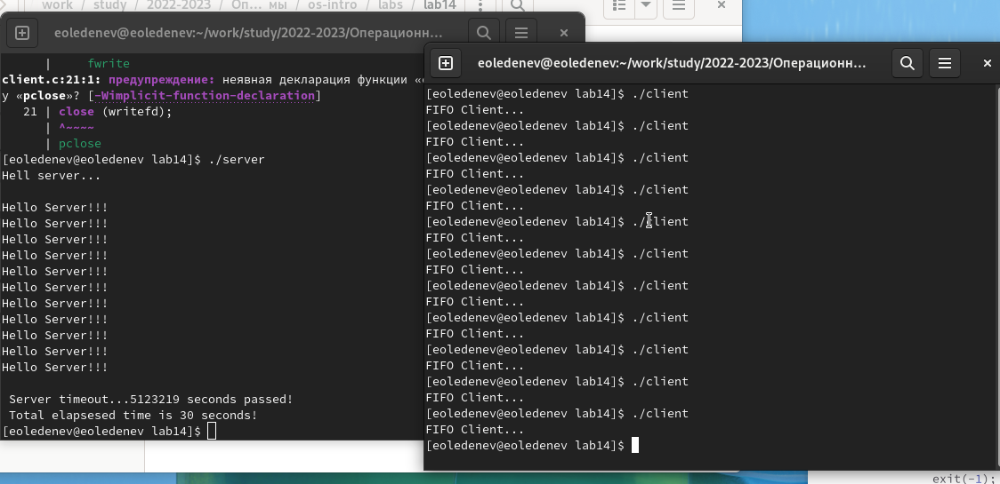 work / study / 2022-2023 / Оп... мы / os-intro / labs / lab14
eoledenev@eoledenev:~/work/study/2022-2023/Операционн...
| fwrite
client.c:21:1: предупреждение: неявная декларация функции
у «pclose»? [-Wimplicit-function-declaration]
21 | close (writefd);
| ^~~~~
| pclose
[eoledenev@eoledenev lab14]$ ./server
Hell server...
Hello Server!!!
Hello Server!!!
Hello Server!!!
Hello Server!!!
Hello Server!!!
Hello Server!!!
Hello Server!!!
Hello Server!!!
Hello Server!!!
Hello Server!!!
Hello Server!!!
Server timeout...5123219 seconds passed!
Total elapsesed time is 30 seconds!
[eoledenev@eoledenev lab14]$
eoledenev@eoledenev:~/work/study/2022-2023/Операционн...
[eoledenev@eoledenev lab14]$ ./client
FIFO Client...
[eoledenev@eoledenev lab14]$ ./client
FIFO Client...
[eoledenev@eoledenev lab14]$ ./client
FIFO Client...
[eoledenev@eoledenev lab14]$ ./client
FIFO Client...
[eoledenev@eoledenev lab14]$ ./client
FIFO Client...
[eoledenev@eoledenev lab14]$ ./client
FIFO Client...
[eoledenev@eoledenev lab14]$ ./client
FIFO Client...
[eoledenev@eoledenev lab14]$ ./client
FIFO Client...
[eoledenev@eoledenev lab14]$ ./client
FIFO Client...
[eoledenev@eoledenev lab14]$ ./client
FIFO Client...
[eoledenev@eoledenev lab14]$ ./client
FIFO Client...
[eoledenev@eoledenev lab14]$
exit(-1);